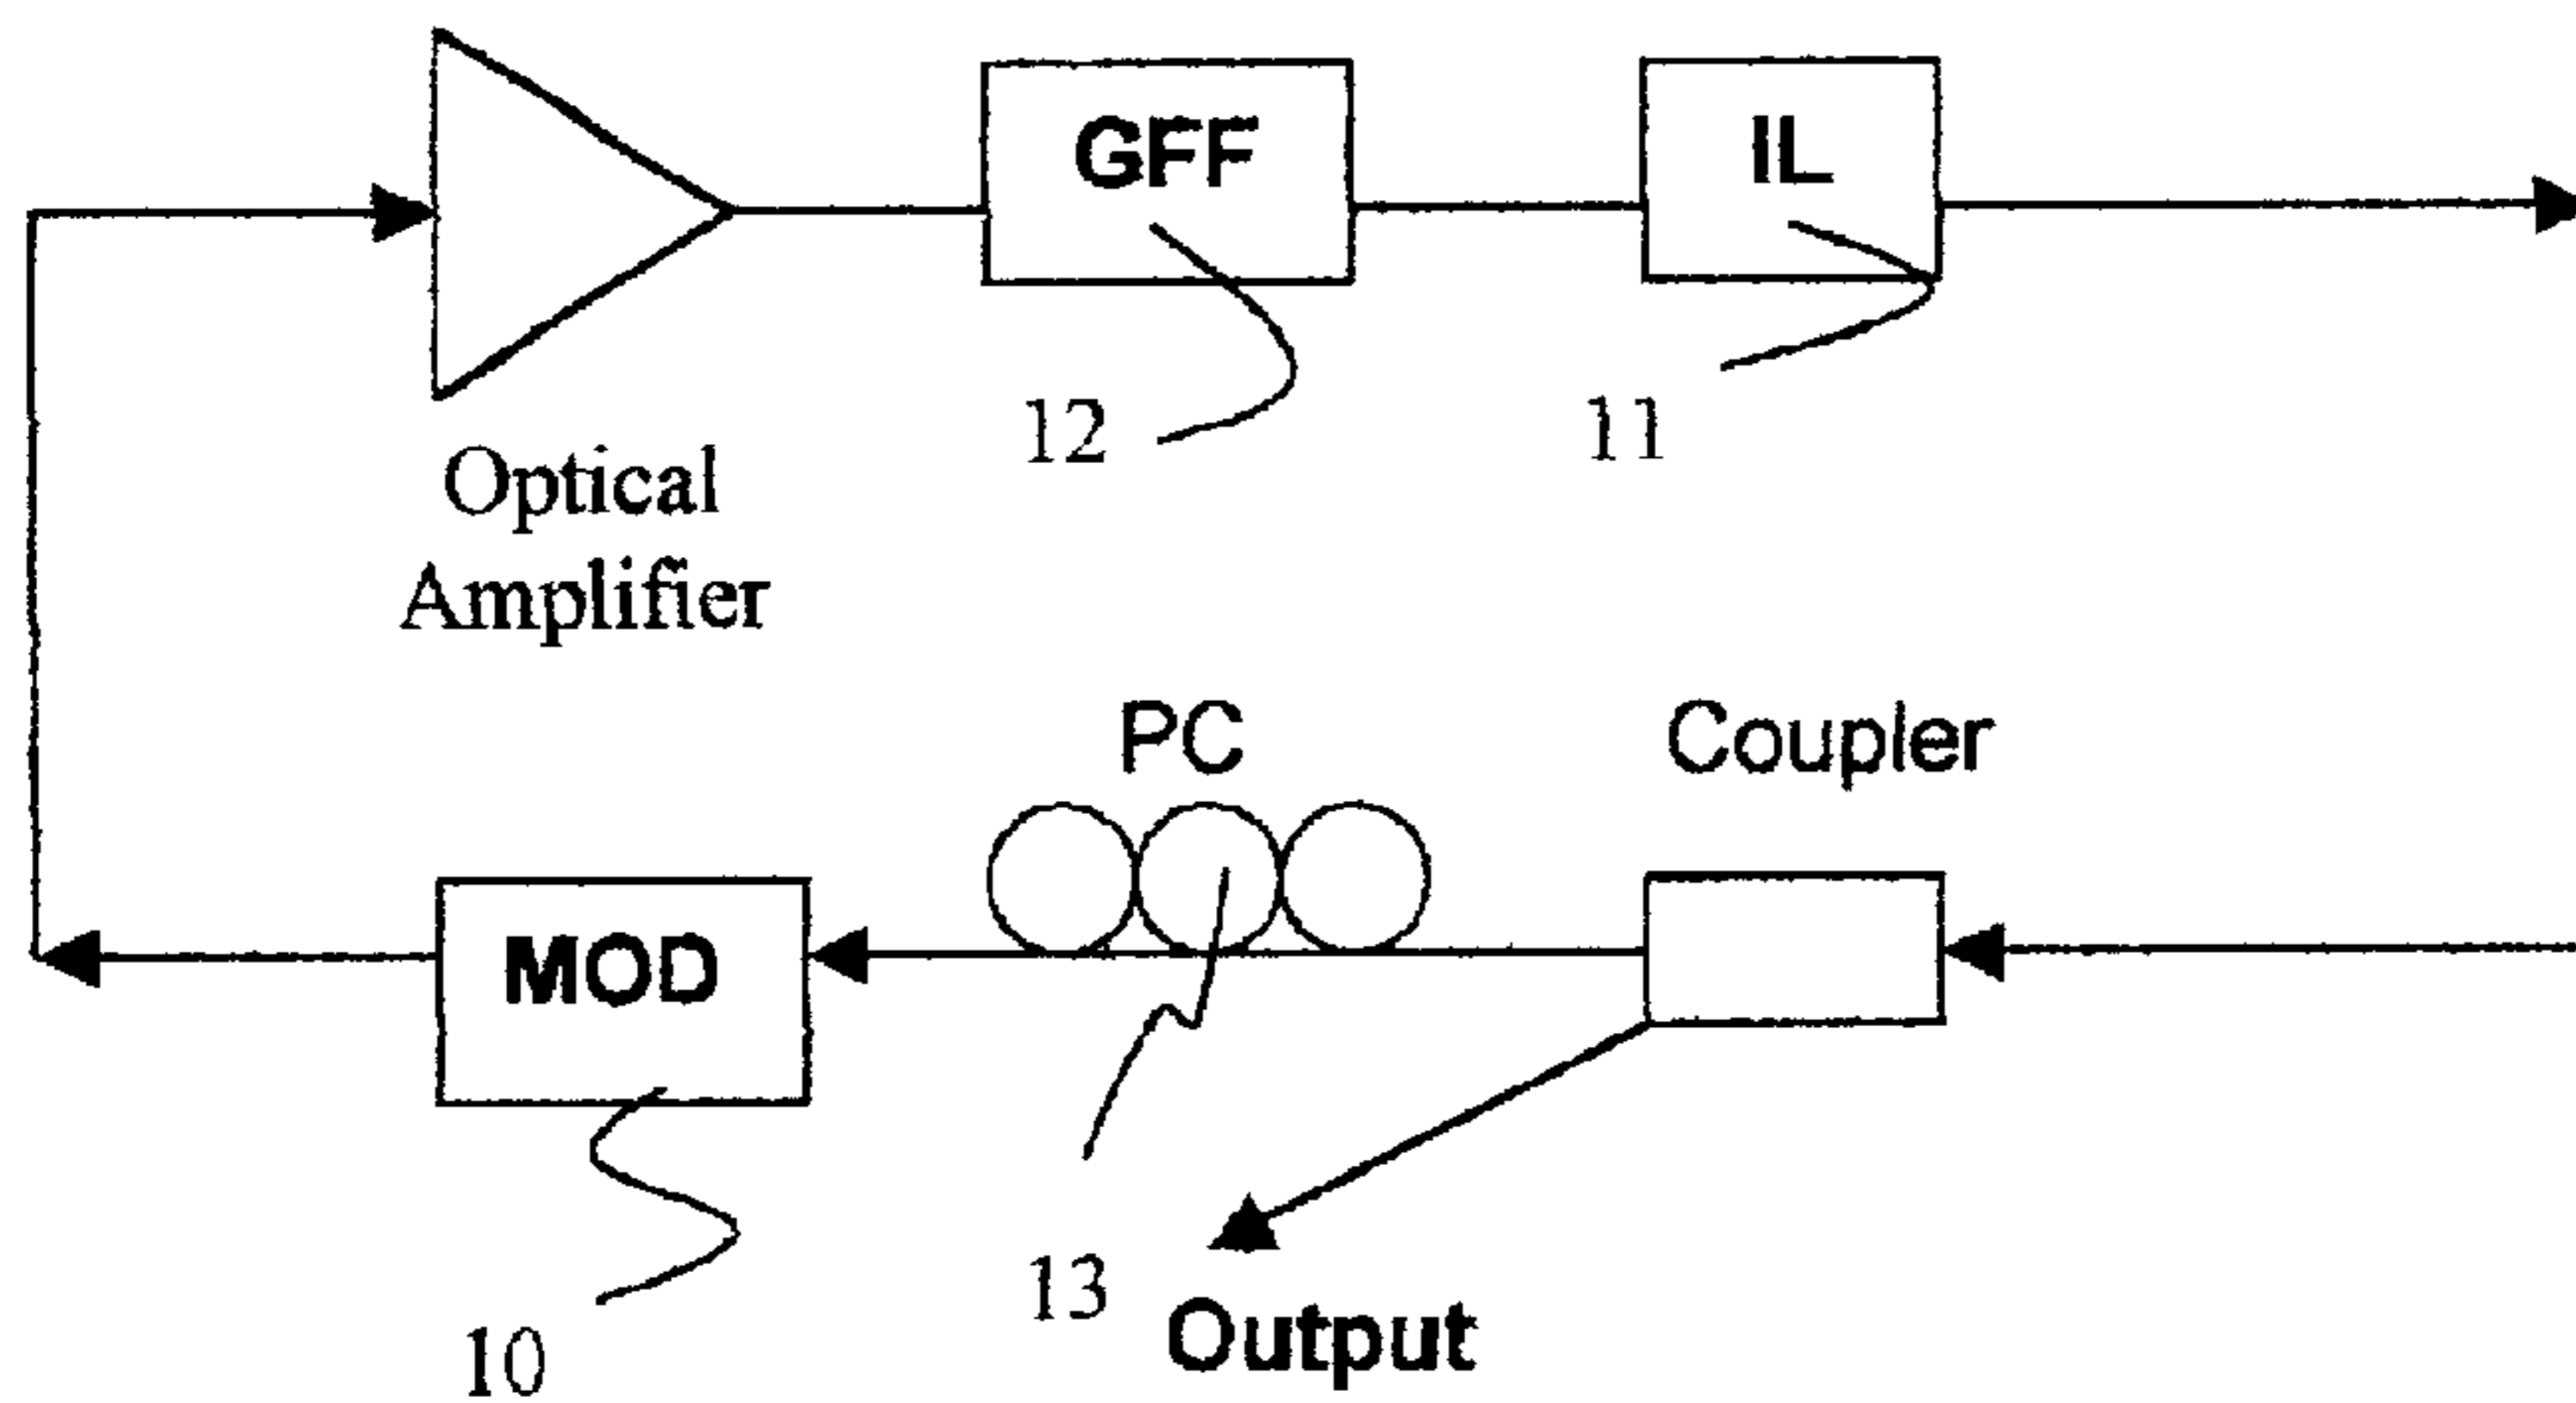 GFF
IL
12
11
Optical
Amplifier
PC
Coupler
MOD
13
Output
10